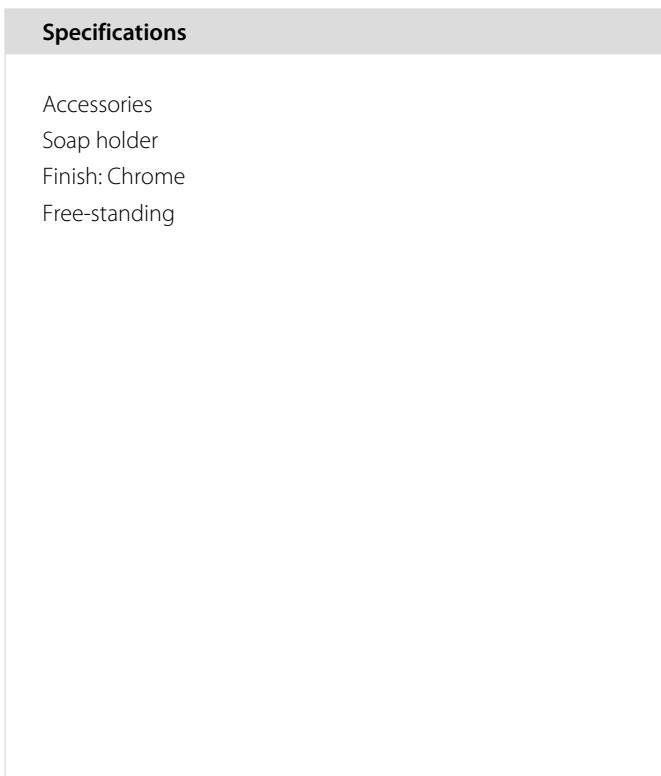 Specifications
Accessories
Soap holder
Finish: Chrome
Free-standing